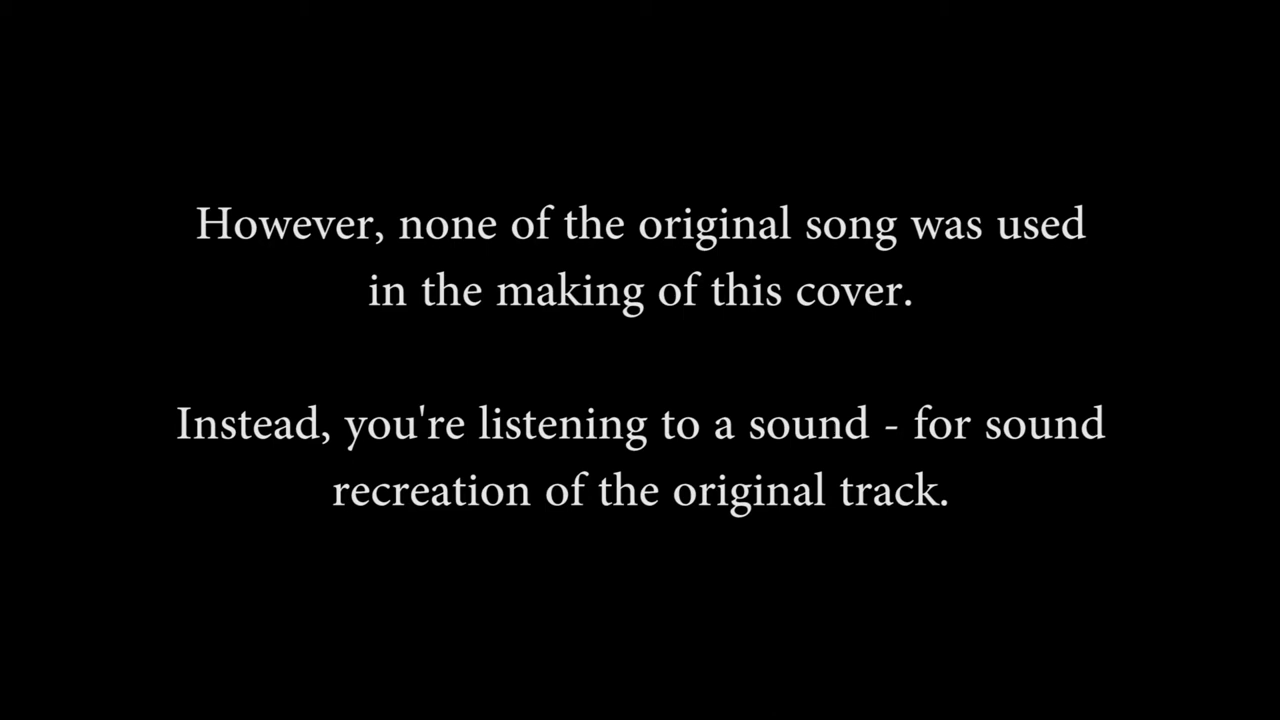 However, none of the original song was used
in the making of this cover.
Instead, you're listening to a sound - for sound
recreation of the original track.